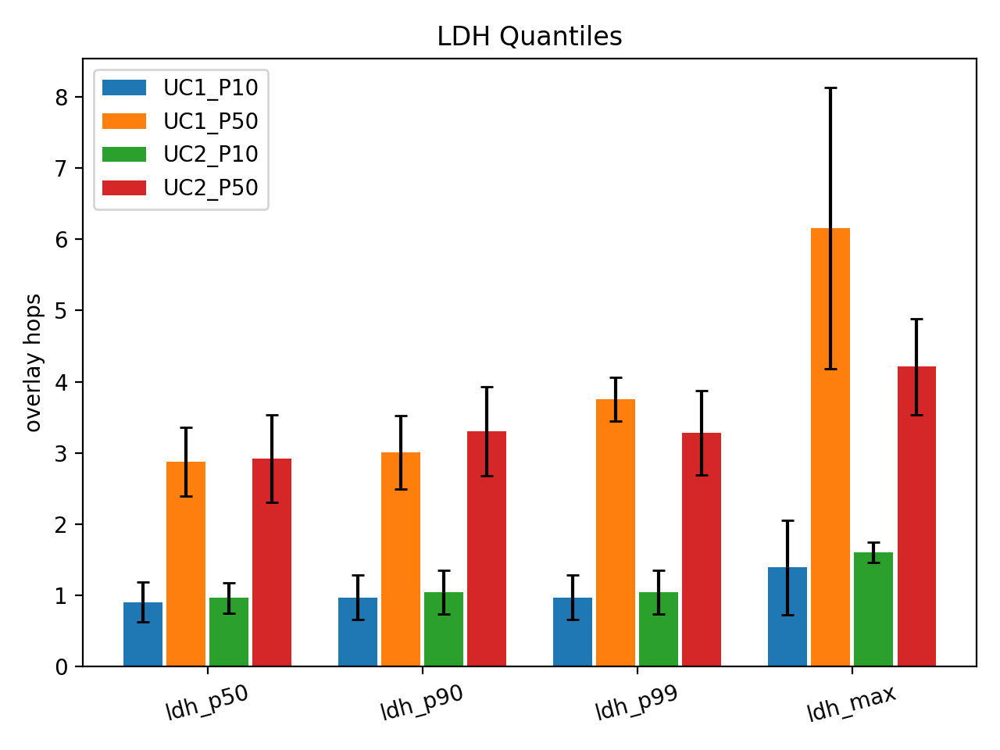 LDH Quantiles
UC1_P10
UC1_P50
UC2_P10
UC2_P50
overlay hops
8
7
6
5
4
3
2
1
0
ldh_p50
ldh_p90
ldh_p99
ldh_max